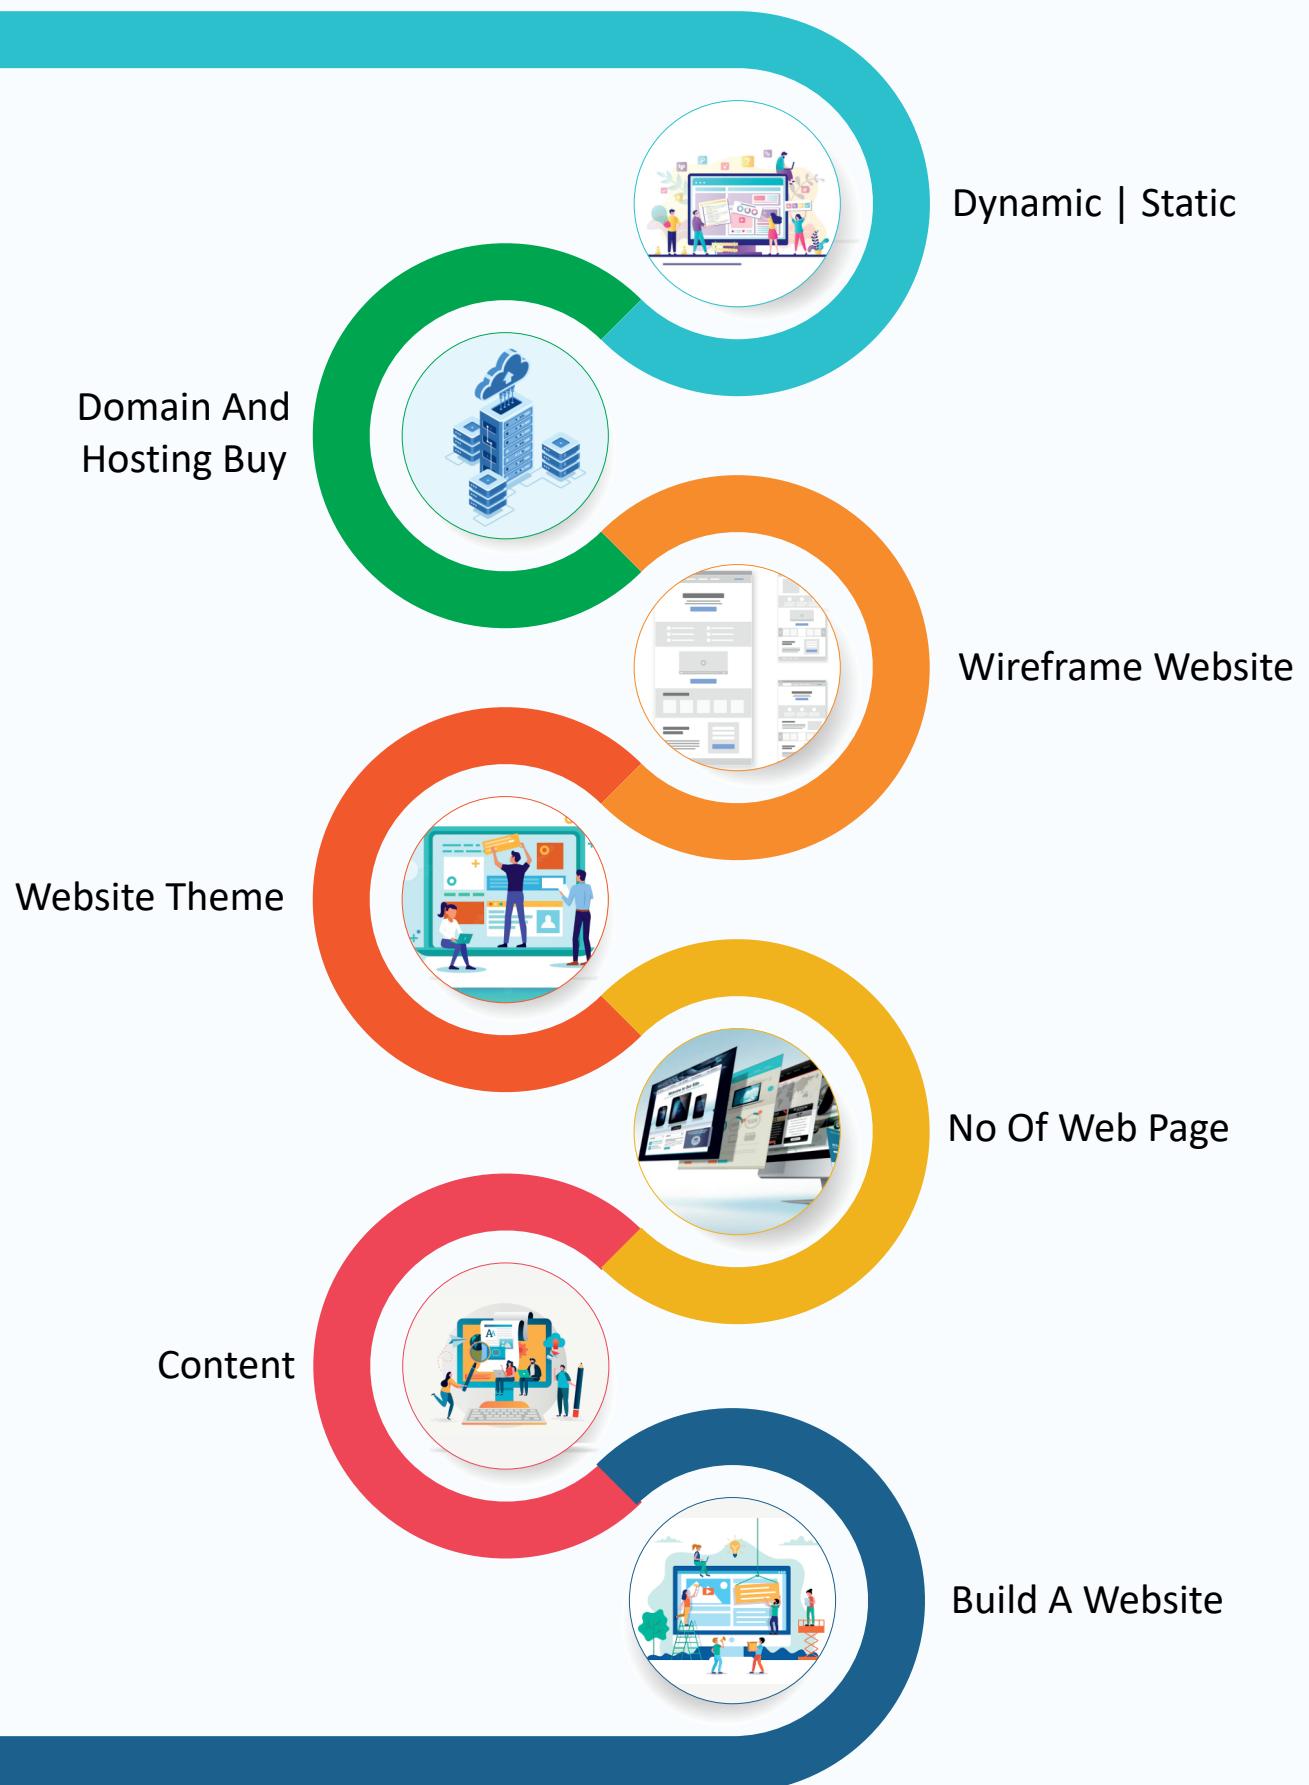 Dynamic | Static
Domain And
Hosting Buy
Wireframe Website
Website Theme
No Of Web Page
Content
Build A Website